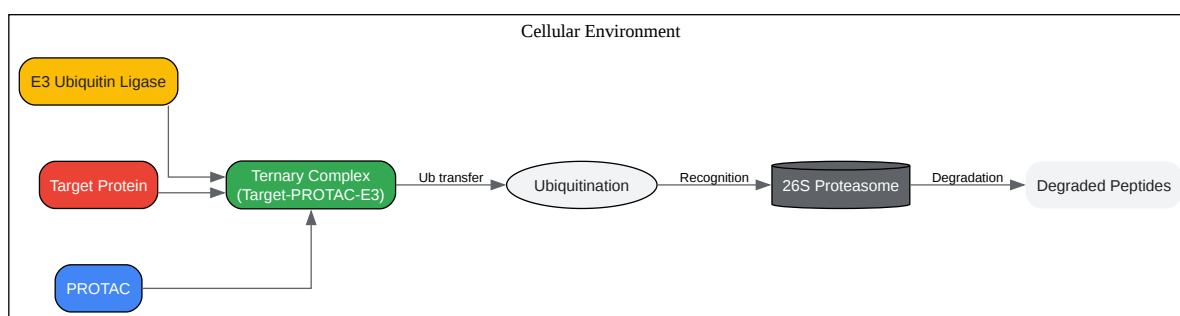 Cellular Environment
E3 Ubiquitin Ligase
Target Protein
PROTAC
Ternary Complex
(Target-PROTAC-E3)
Ub transfer
Ubiquitination
Recognition
26S Proteasome
Degradation
Degraded Peptides